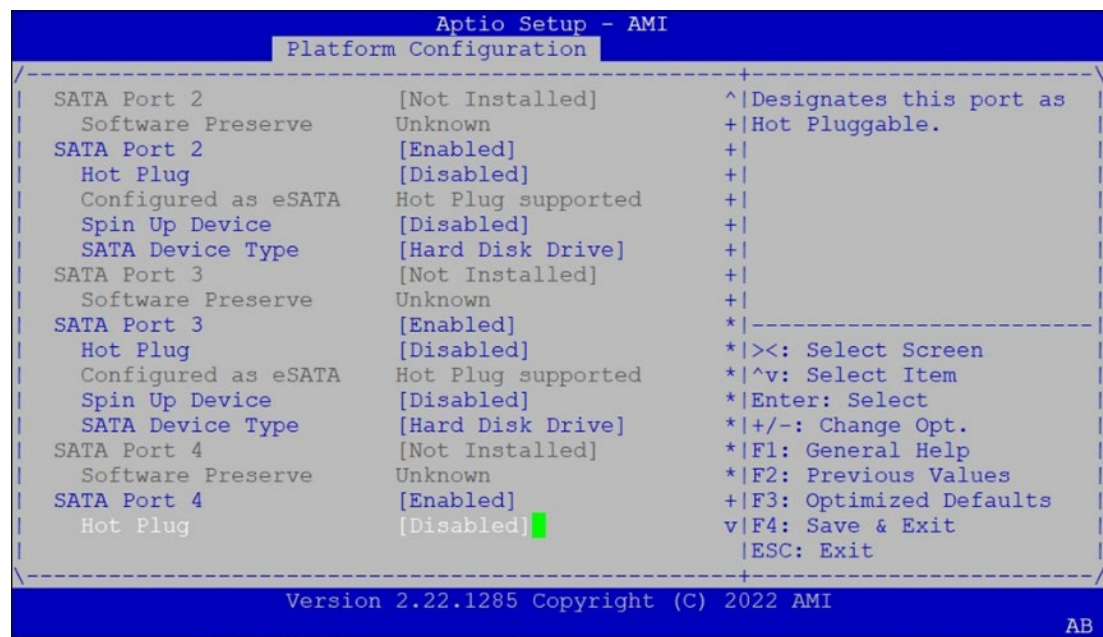 Aptio Setup - AMI
Platform Configuration
/----------------------------------------------------+-------------------------\
| SATA Port 2 [Not Installed] ^|Designates this port as |
| Software Preserve Unknown +|Hot Pluggable. |
| SATA Port 2 [Enabled] +| |
| Hot Plug [Disabled] +| |
| Configured as eSATA Hot Plug supported +| |
| Spin Up Device [Disabled] +| |
| SATA Device Type [Hard Disk Drive] +| |
| SATA Port 3 [Not Installed] +| |
| Software Preserve Unknown +| |
| SATA Port 3 [Enabled] *|-------------------------|
| Hot Plug [Disabled] *|><: Select Screen |
| Configured as eSATA Hot Plug supported *|^v: Select Item |
| Spin Up Device [Disabled] *|Enter: Select |
| SATA Device Type [Hard Disk Drive] *|+/-: Change Opt. |
| SATA Port 4 [Not Installed] *|F1: General Help |
| Software Preserve Unknown *|F2: Previous Values |
| SATA Port 4 [Enabled] +|F3: Optimized Defaults |
| Hot Plug [Disabled] v|F4: Save & Exit |
| |ESC: Exit |
\----------------------------------------------------+-------------------------/
Version 2.22.1285 Copyright (C) 2022 AMI
AB